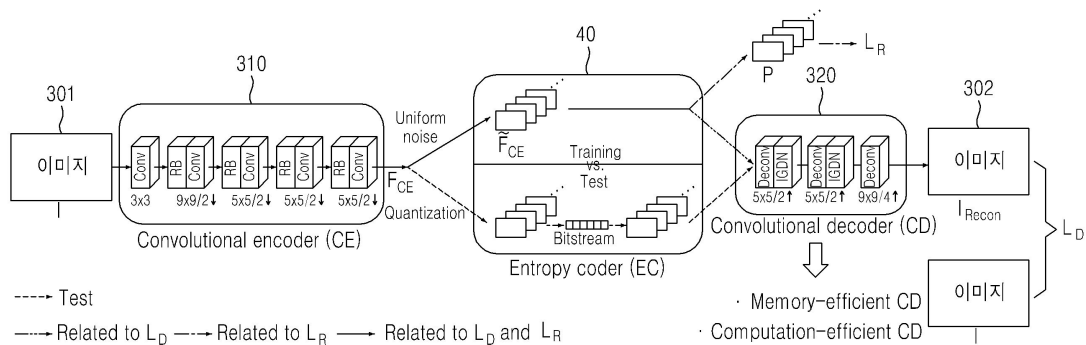 301
이미지
I
310
Conv
RB
Conv
RB
Conv
RB
Conv
RB
Conv
3x3
9x9/2↓
5x5/2↓
5x5/2↓
5x5/2↓
Convolutional encoder (CE)
Uniform
noise
F_CE
Quantization
40
F̃_CE
Training
vs.
Test
Bitstream
Entropy coder (EC)
P
L_R
320
Deconv
IGDN
Deconv
IGDN
Deconv
5x5/2↑
5x5/2↑
9x9/4↑
Convolutional decoder (CD)
· Memory-efficient CD
· Computation-efficient CD
302
이미지
I_Recon
L_D
이미지
I
Test
Related to L_D
Related to L_R
Related to L_D and L_R